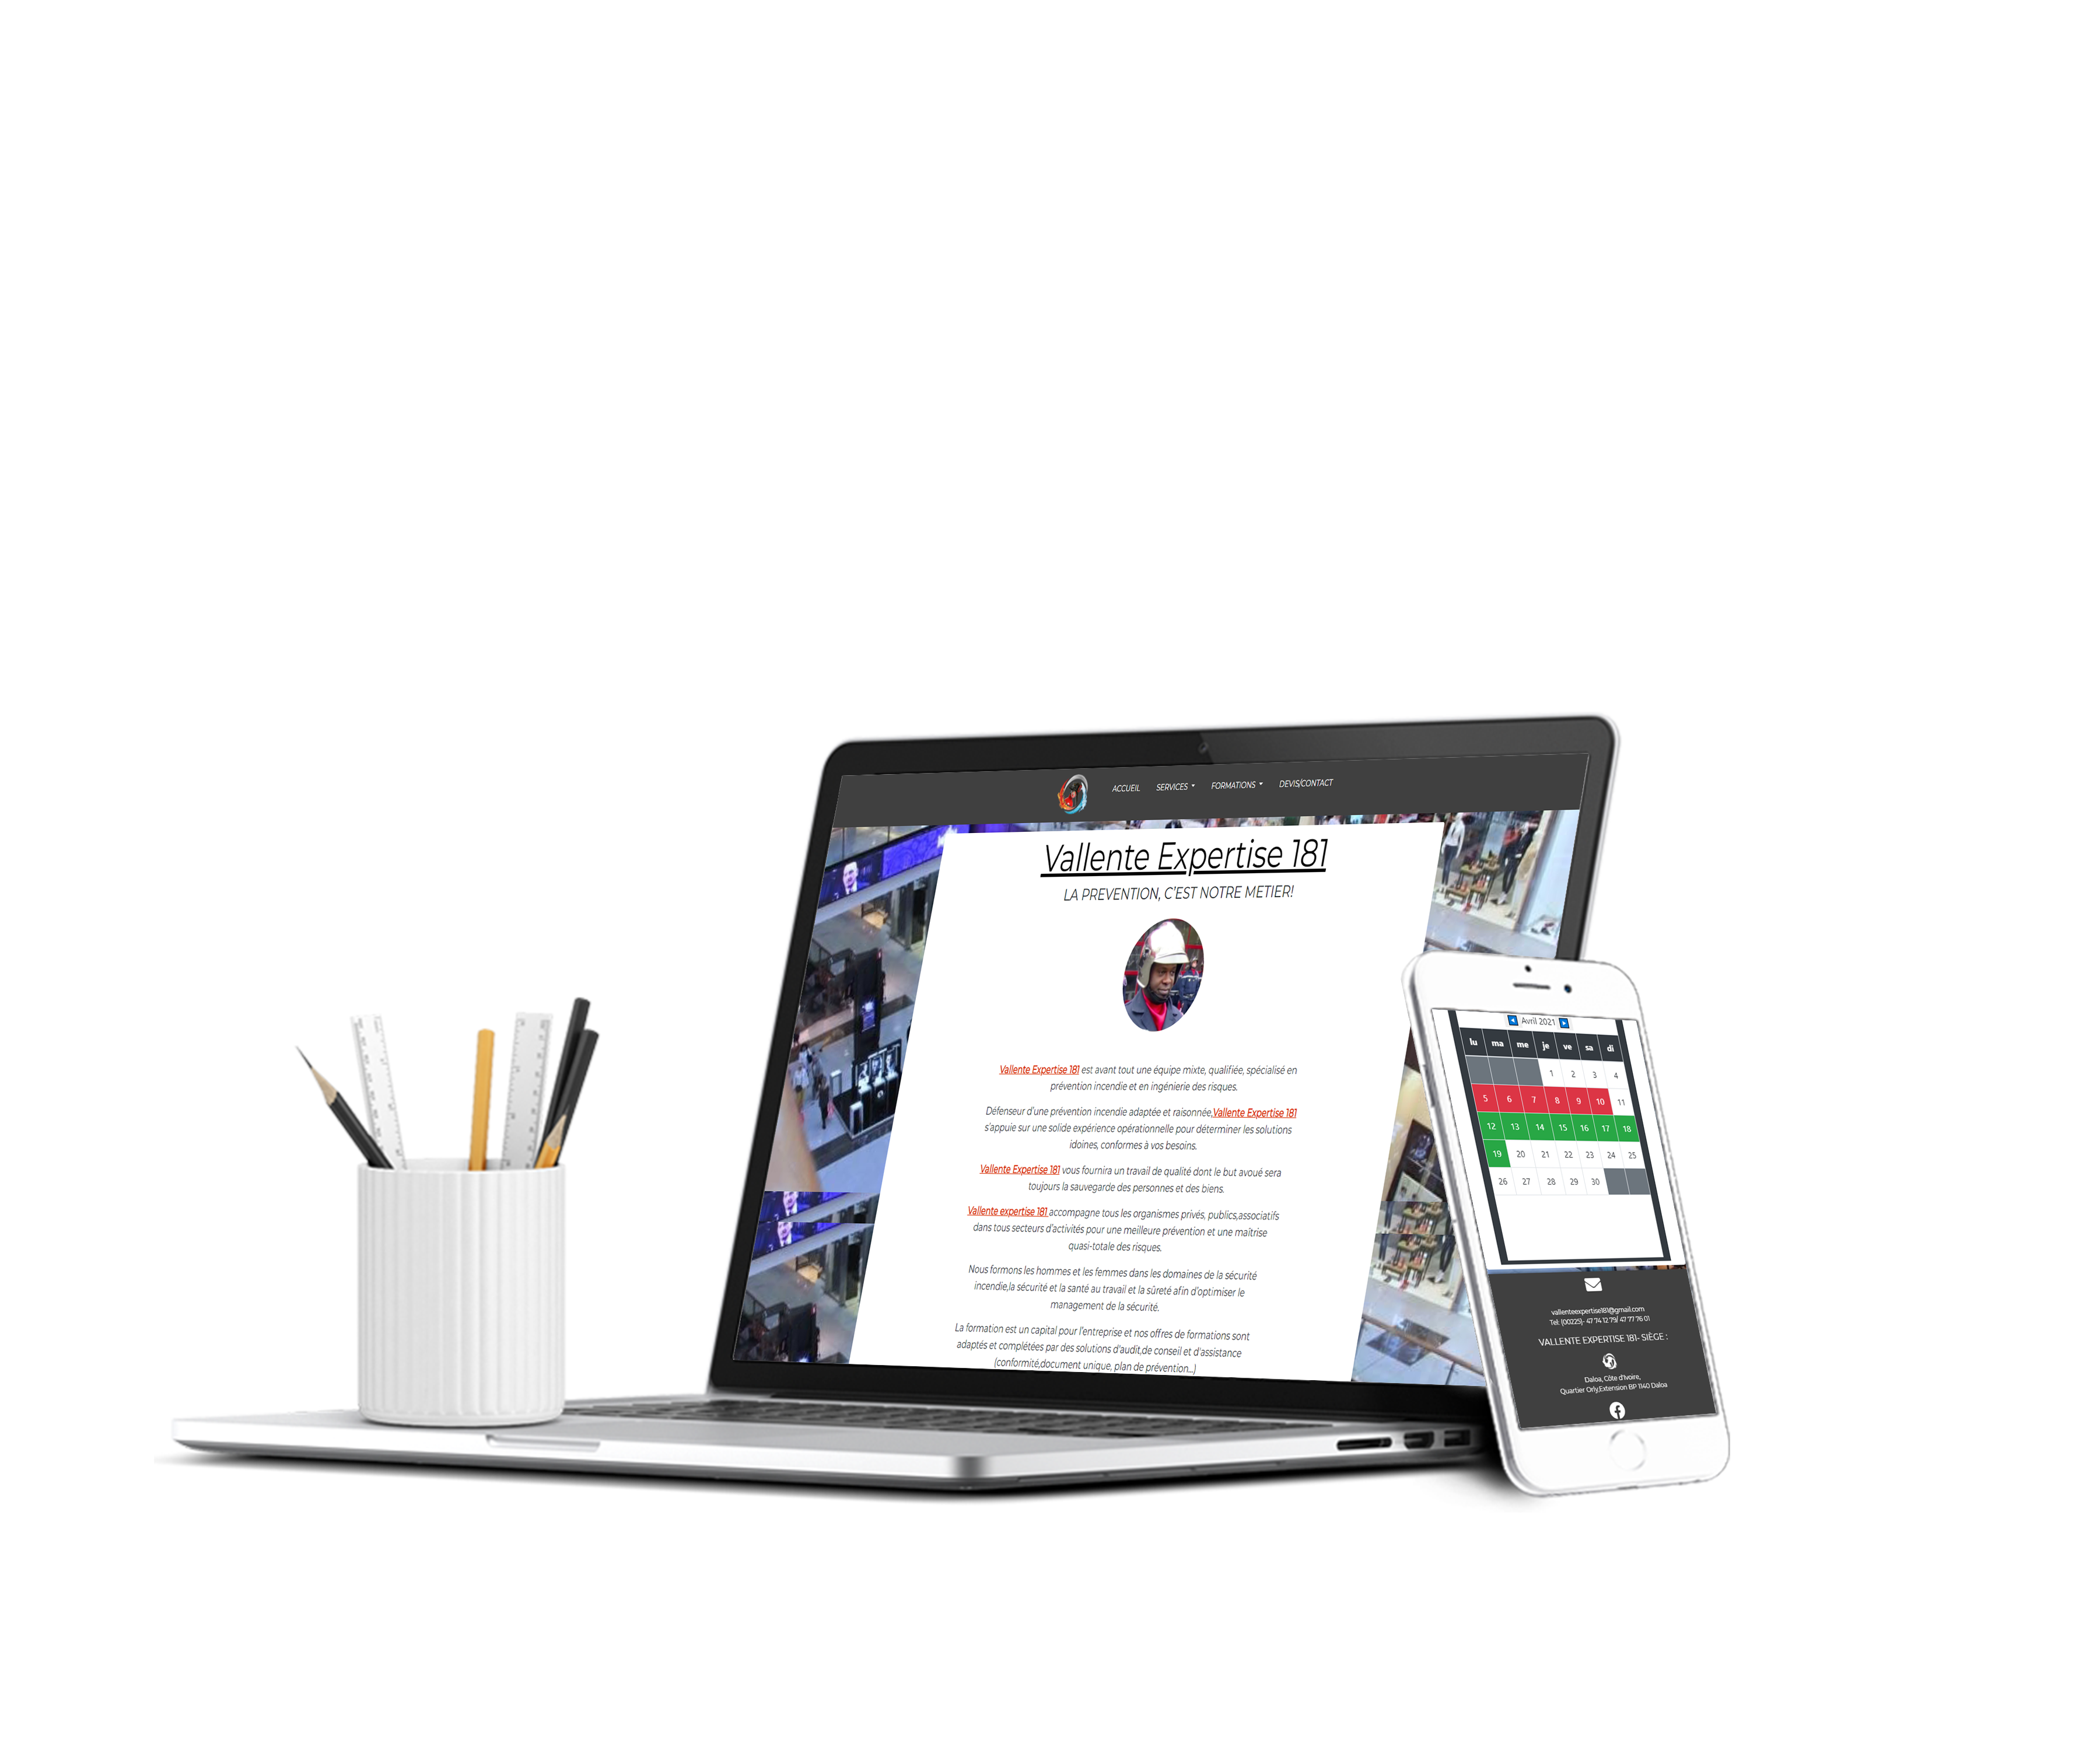 ACCUEIL SERVICES FORMATIONS DEVIS/CONTACT
Vallente Expertise 181
LA PREVENTION, C'EST NOTRE METIER!
Vallente Expertise 181 est avant tout une équipe mixte, qualifiée, spécialisé en
prévention incendie et en ingénierie des risques.
Défenseur d'une prévention incendie adaptée et raisonnée,Vallente Expertise 181
s'appuie sur une solide expérience opérationnelle pour déterminer les solutions
idoines, conformes à vos besoins.
Vallente Expertise 181 vous fournira un travail de qualité dont le but avoué sera
toujours la sauvegarde des personnes et des biens.
Vallente expertise 181 accompagne tous les organismes privés, publics,associatifs
dans tous secteurs d'activités pour une meilleure prévention et une maîtrise
quasi-totale des risques.
Nous formons les hommes et les femmes dans les domaines de la sécurité
incendie,la sécurité et la santé au travail et la sûreté afin d'optimiser le
management de la sécurité.
La formation est un capital pour l'entreprise et nos offres de formations sont
adaptés et complétées par des solutions d'audit,de conseil et d'assistance
(conformité,document unique, plan de prévention...)
Avril 2021
lu ma me je ve sa di
1 2 3 4
5 6 7 8 9 10 11
12 13 14 15 16 17 18
19 20 21 22 23 24 25
26 27 28 29 30
vallenteexpertise181@gmail.com
Tel: (00225)- 47 74 12 79/ 47 77 76 01
VALLENTE EXPERTISE 181- SIÈGE :
Daloa, Côte d'Ivoire,
Quartier Orly,Extension BP 1140 Daloa